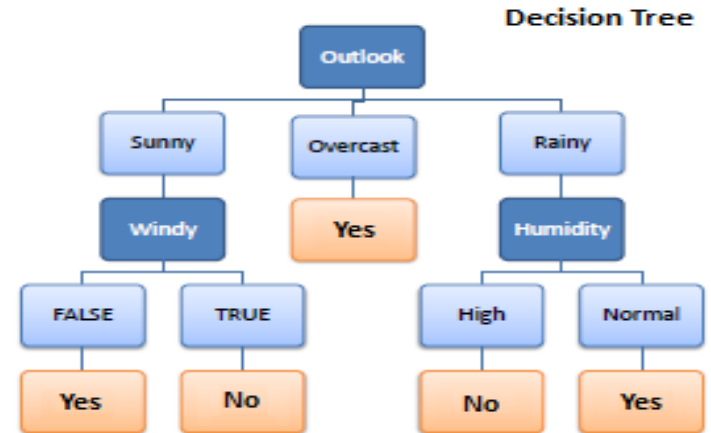 Decision Tree
Outlook
Sunny
Overcast
Rainy
Windy
Yes
Humidity
FALSE
TRUE
High
Normal
Yes
No
No
Yes